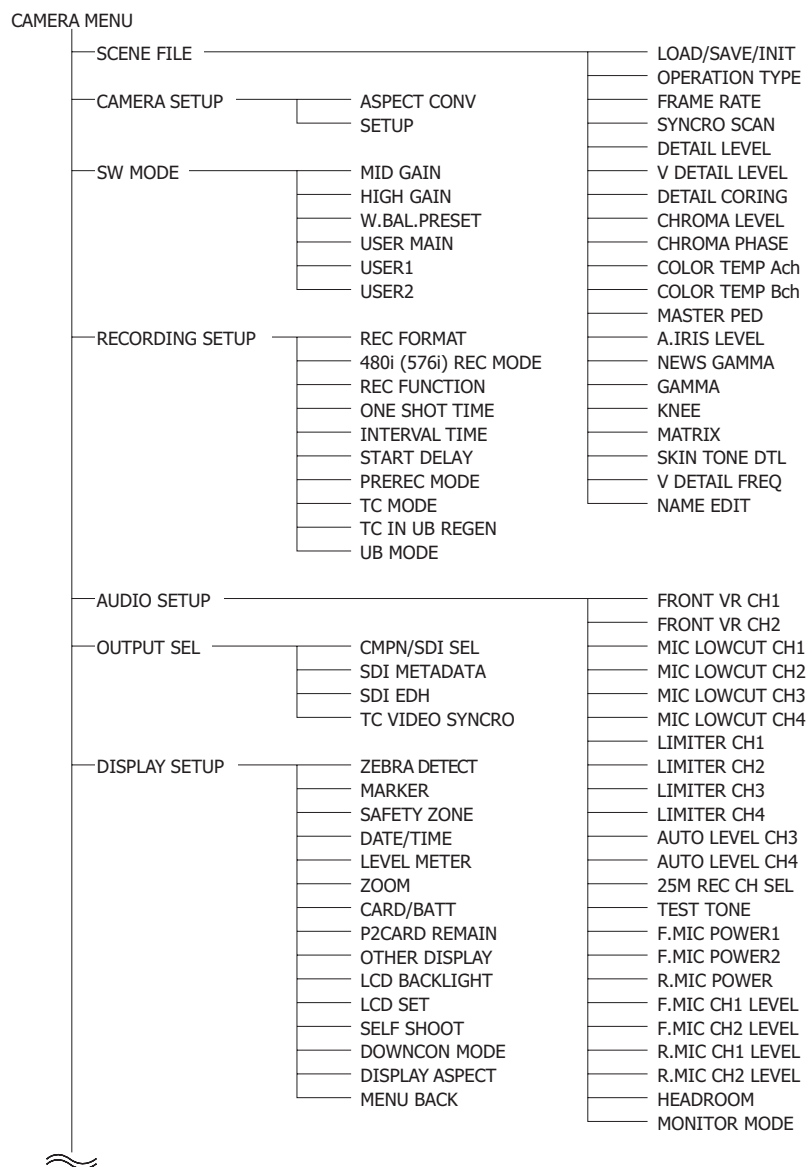 CAMERA MENU
SCENE FILE
LOAD/SAVE/INIT
OPERATION TYPE
FRAME RATE
SYNCRO SCAN
DETAIL LEVEL
V DETAIL LEVEL
DETAIL CORING
CHROMA LEVEL
CHROMA PHASE
COLOR TEMP Ach
COLOR TEMP Bch
MASTER PED
A.IRIS LEVEL
NEWS GAMMA
GAMMA
KNEE
MATRIX
SKIN TONE DTL
V DETAIL FREQ
NAME EDIT
CAMERA SETUP
ASPECT CONV
SETUP
SW MODE
MID GAIN
HIGH GAIN
W.BAL.PRESET
USER MAIN
USER1
USER2
RECORDING SETUP
REC FORMAT
480i (576i) REC MODE
REC FUNCTION
ONE SHOT TIME
INTERVAL TIME
START DELAY
PREREC MODE
TC MODE
TC IN UB REGEN
UB MODE
AUDIO SETUP
FRONT VR CH1
FRONT VR CH2
MIC LOWCUT CH1
MIC LOWCUT CH2
MIC LOWCUT CH3
MIC LOWCUT CH4
LIMITER CH1
LIMITER CH2
LIMITER CH3
LIMITER CH4
AUTO LEVEL CH3
AUTO LEVEL CH4
25M REC CH SEL
TEST TONE
F.MIC POWER1
F.MIC POWER2
R.MIC POWER
F.MIC CH1 LEVEL
F.MIC CH2 LEVEL
R.MIC CH1 LEVEL
R.MIC CH2 LEVEL
HEADROOM
MONITOR MODE
OUTPUT SEL
CMPN/SDI SEL
SDI METADATA
SDI EDH
TC VIDEO SYNCRO
DISPLAY SETUP
ZEBRA DETECT
MARKER
SAFETY ZONE
DATE/TIME
LEVEL METER
ZOOM
CARD/BATT
P2CARD REMAIN
OTHER DISPLAY
LCD BACKLIGHT
LCD SET
SELF SHOOT
DOWNCON MODE
DISPLAY ASPECT
MENU BACK